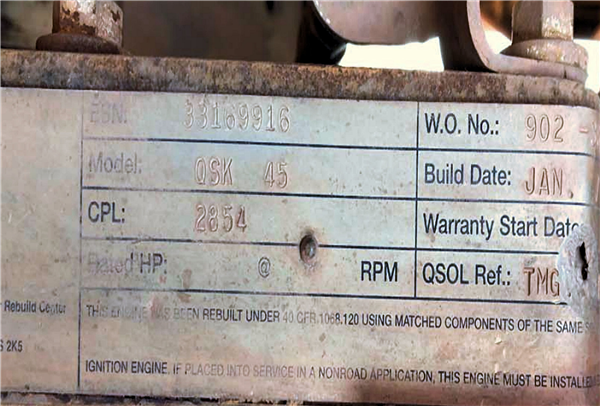 ESN: 33169916 W.O. No.: 902 -
Model: QSK 45 Build Date: JAN.
CPL: 2854 Warranty Start Date
Rated HP: @ RPM QSOL Ref.: TMG
Rebuild Center
THIS ENGINE HAS BEEN REBUILT UNDER 40 CFR 1068.120 USING MATCHED COMPONENTS OF THE SAME
S 2K5
IGNITION ENGINE. IF PLACED INTO SERVICE IN A NONROAD APPLICATION, THIS ENGINE MUST BE INSTALLED